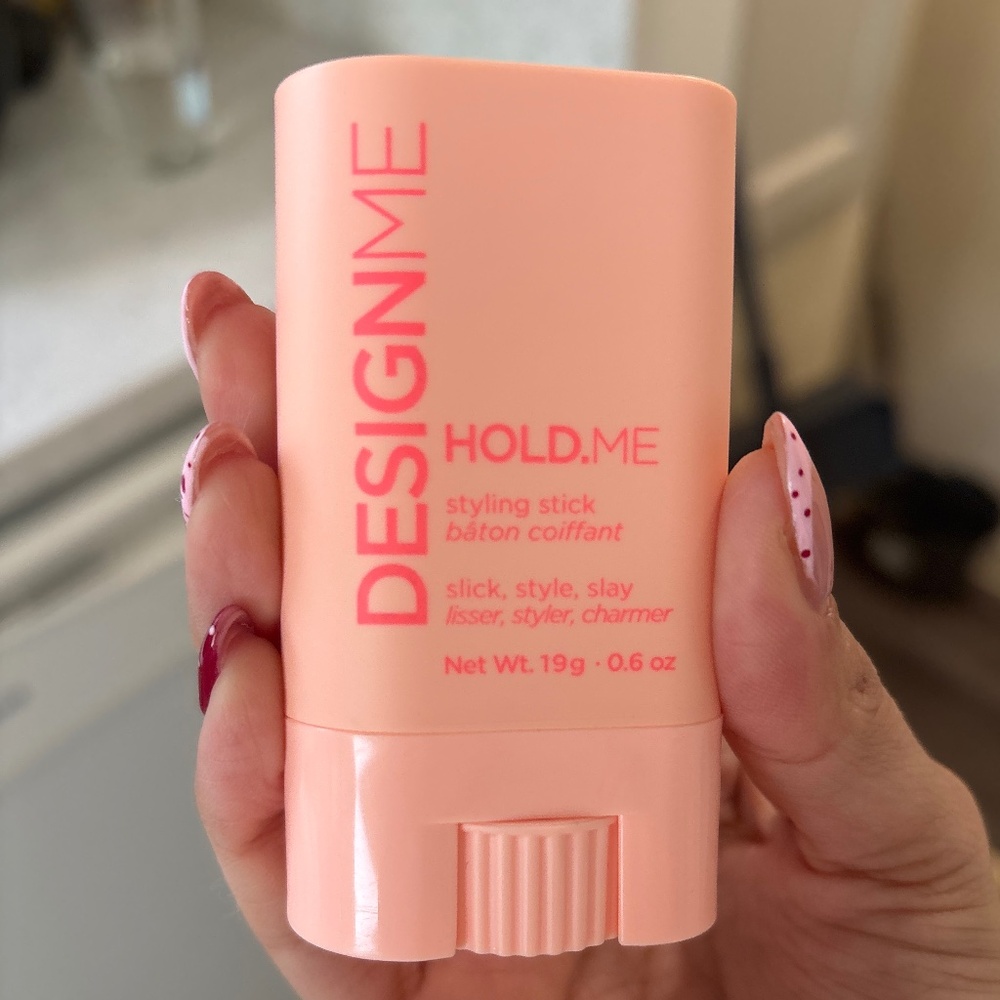 DESIGNME
HOLD.ME
styling stick
bâton coiffant
slick, style, slay
lisser, styler, charmer
Net Wt. 19g · 0.6 oz